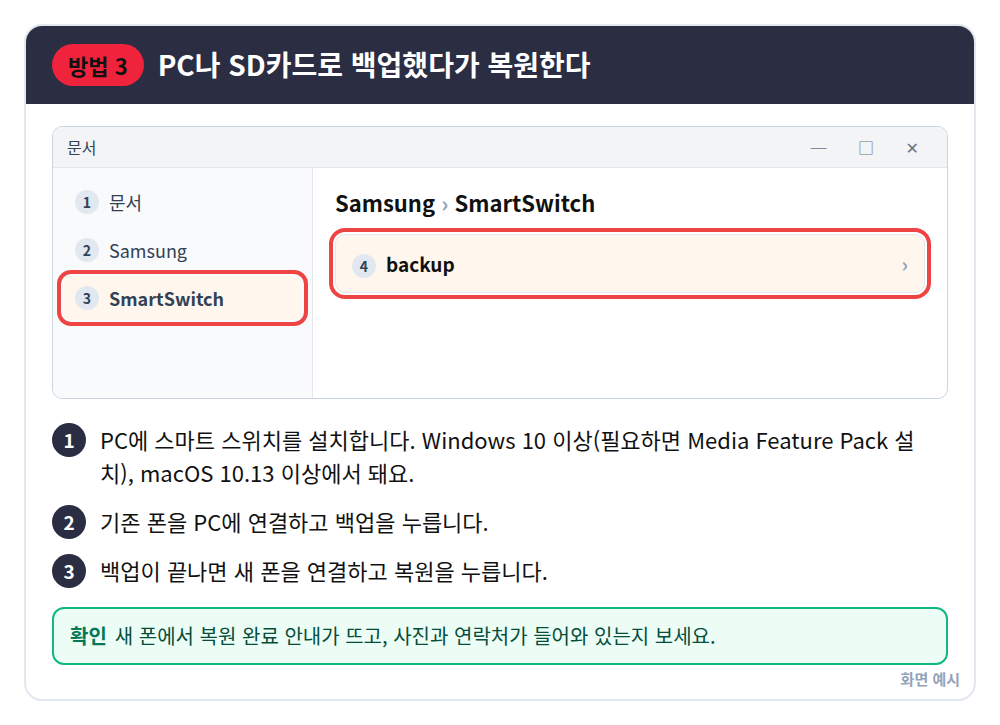 방법 3 PC나 SD카드로 백업했다가 복원한다
문서
1 문서
2 Samsung
3 SmartSwitch
Samsung › SmartSwitch
4 backup ›
1 PC에 스마트 스위치를 설치합니다. Windows 10 이상(필요하면 Media Feature Pack 설
치), macOS 10.13 이상에서 돼요.
2 기존 폰을 PC에 연결하고 백업을 누릅니다.
3 백업이 끝나면 새 폰을 연결하고 복원을 누릅니다.
확인 새 폰에서 복원 완료 안내가 뜨고, 사진과 연락처가 들어와 있는지 보세요.
화면 예시